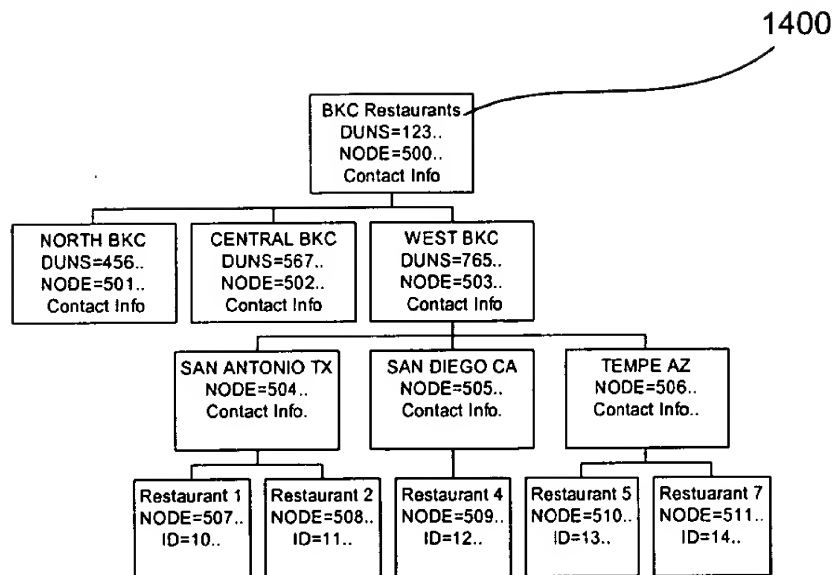 1400
BKC Restaurants
DUNS=123..
NODE=500..
Contact Info
NORTH BKC
DUNS=456..
NODE=501..
Contact Info
CENTRAL BKC
DUNS=567..
NODE=502..
Contact Info
WEST BKC
DUNS=765..
NODE=503..
Contact Info
SAN ANTONIO TX
NODE=504..
Contact Info.
SAN DIEGO CA
NODE=505..
Contact Info.
TEMPE AZ
NODE=506..
Contact Info..
Restaurant 1
NODE=507..
ID=10..
Restaurant 2
NODE=508..
ID=11..
Restaurant 4
NODE=509..
ID=12..
Restaurant 5
NODE=510..
ID=13..
Restuarant 7
NODE=511..
ID=14..